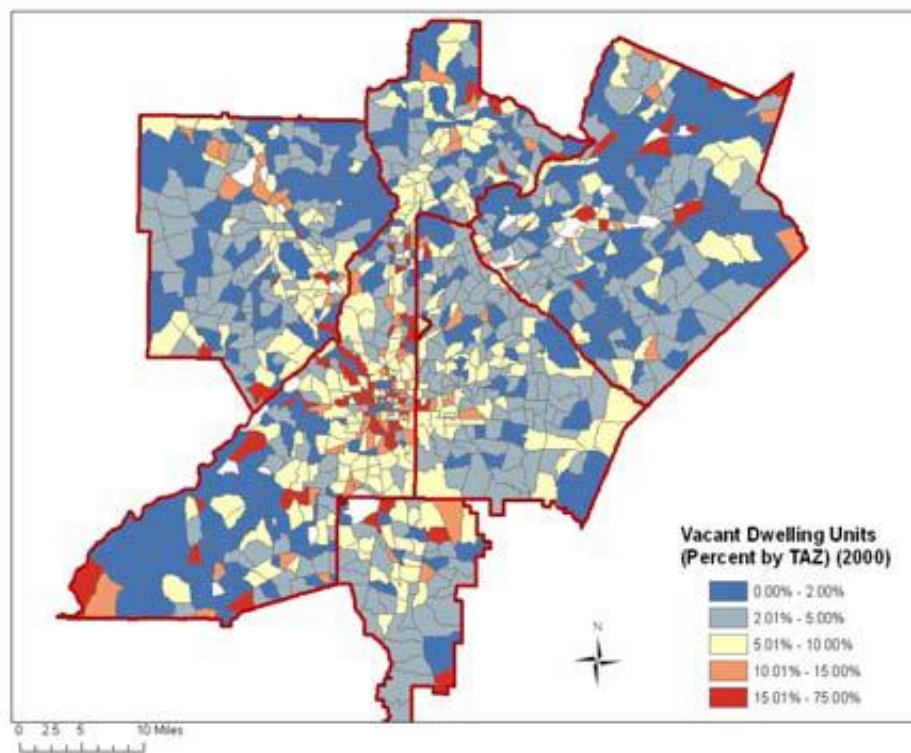 N
Vacant Dwelling Units
(Percent by TAZ) (2000)
0.00% - 2.00%
2.01% - 5.00%
5.01% - 10.00%
10.01% - 15.00%
15.01% - 75.00%
0 2.5 5 10 Miles